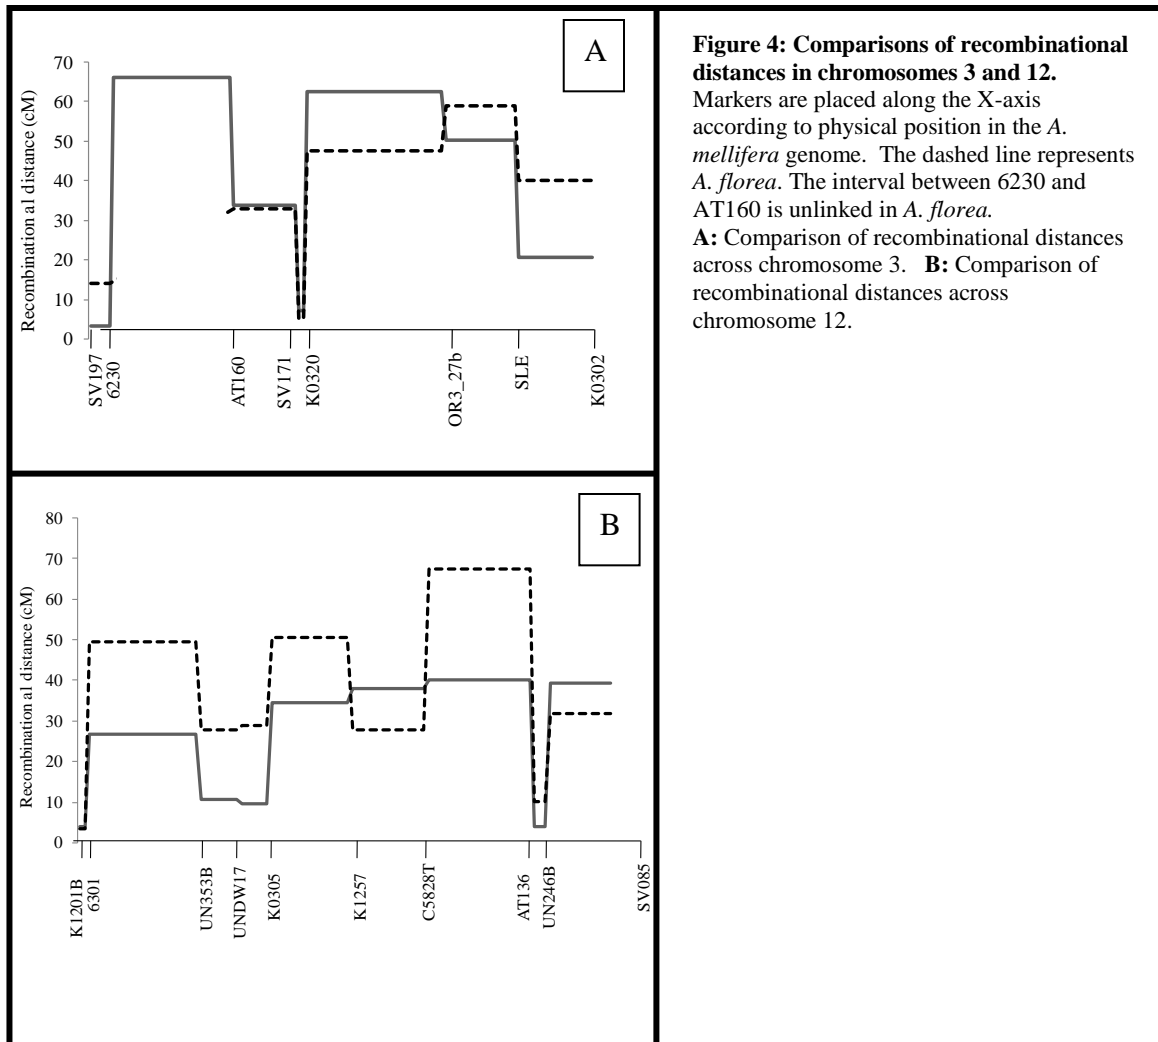 A
70
60
50
40
30
20
10
0
Recombination al distance (cM)
SV197
6230
AT160
SV171
K0320
OR3_27b
SLE
K0302
Figure 4: Comparisons of recombinational
distances in chromosomes 3 and 12.
Markers are placed along the X-axis
according to physical position in the A.
mellifera genome. The dashed line represents
A. florea. The interval between 6230 and
AT160 is unlinked in A. florea.
A: Comparison of recombinational distances
across chromosome 3. B: Comparison of
recombinational distances across
chromosome 12.
B
80
70
60
50
40
30
20
10
0
Recombination al distance (cM)
K1201B
6301
UN353B
UNDW17
K0305
K1257
C5828T
AT136
UN246B
SV085